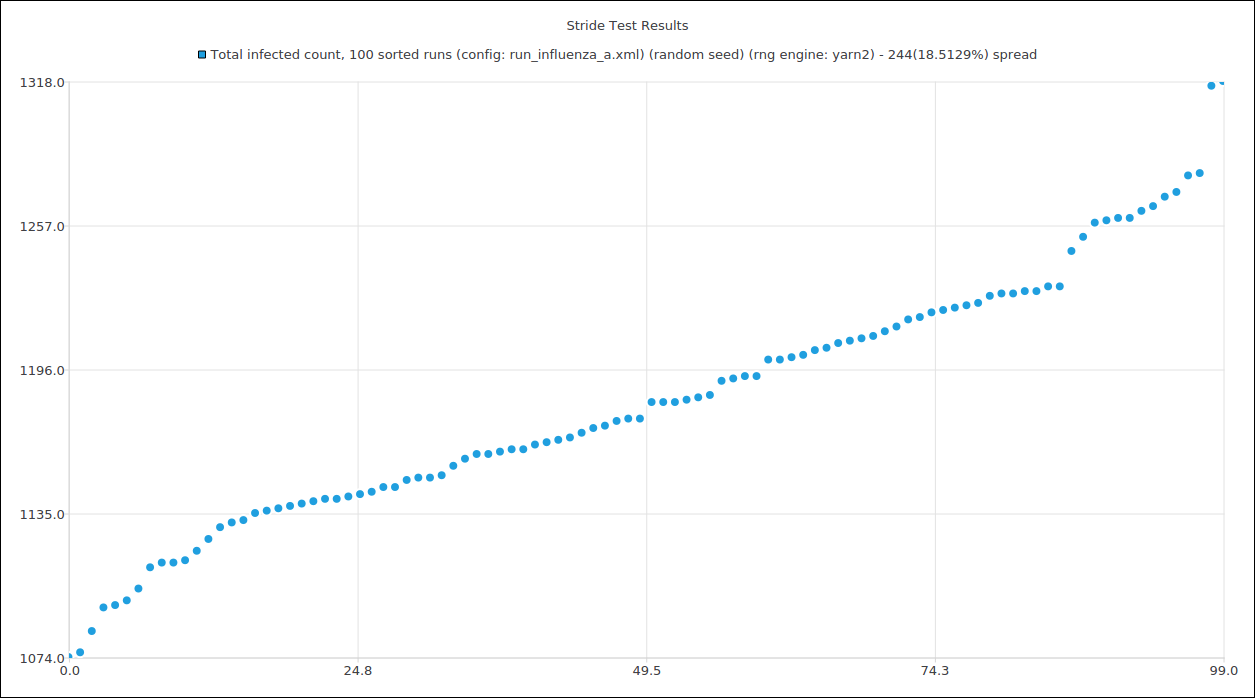 Stride Test Results
Total infected count, 100 sorted runs (config: run_influenza_a.xml) (random seed) (rng engine: yarn2) - 244(18.5129%) spread
1318.0
1257.0
1196.0
1135.0
1074.0
0.0 24.8 49.5 74.3 99.0